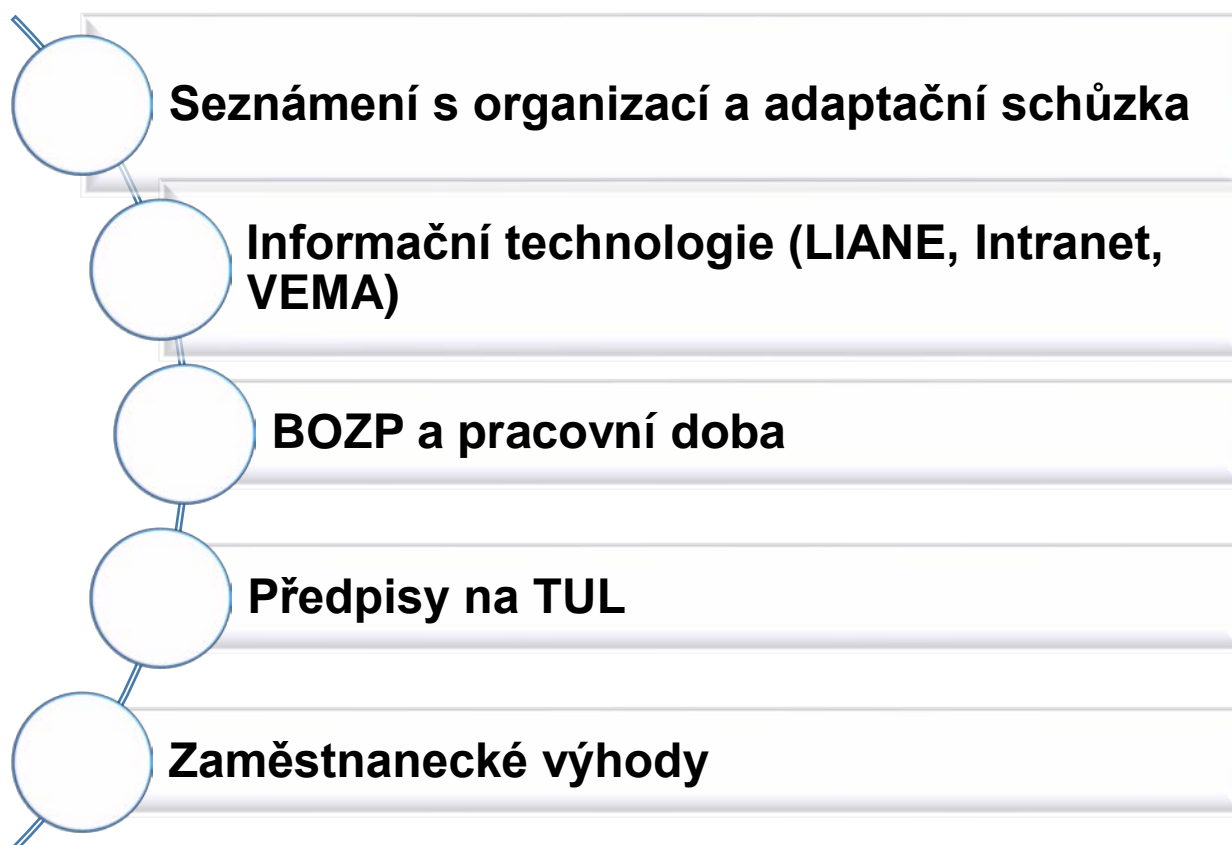 Seznámení s organizací a adaptační schůzka
Informační technologie (LIANE, Intranet,
VEMA)
BOZP a pracovní doba
Předpisy na TUL
Zaměstnanecké výhody